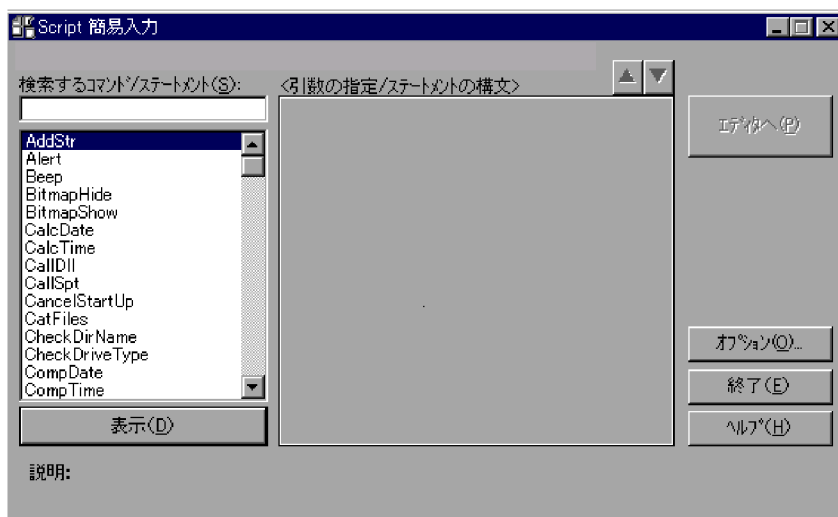 Script 簡易入力
検索するｺﾏﾝﾄﾞ/ｽﾃｰﾄﾒﾝﾄ(S):
<引数の指定/ｽﾃｰﾄﾒﾝﾄの構文>
ｴﾃﾞｨﾀへ(P)
AddStr
Alert
Beep
BitmapHide
BitmapShow
CalcDate
CalcTime
CallDll
CallSpt
CancelStartUp
CatFiles
CheckDirName
CheckDriveType
CompDate
CompTime
ｵﾌﾟｼｮﾝ(O)...
終了(E)
表示(D)
ﾍﾙﾌﾟ(H)
説明: